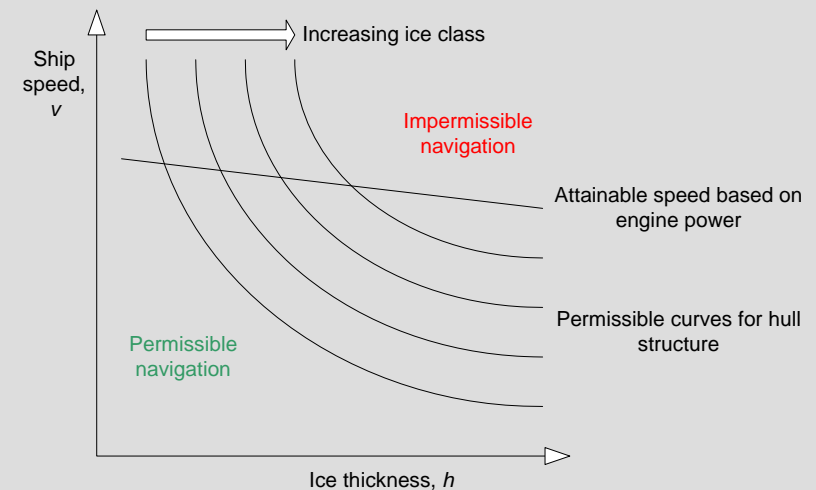 Increasing ice class
Ship
speed,
v
Impermissible
navigation
Attainable speed based on
engine power
Permissible curves for hull
structure
Permissible
navigation
Ice thickness, h